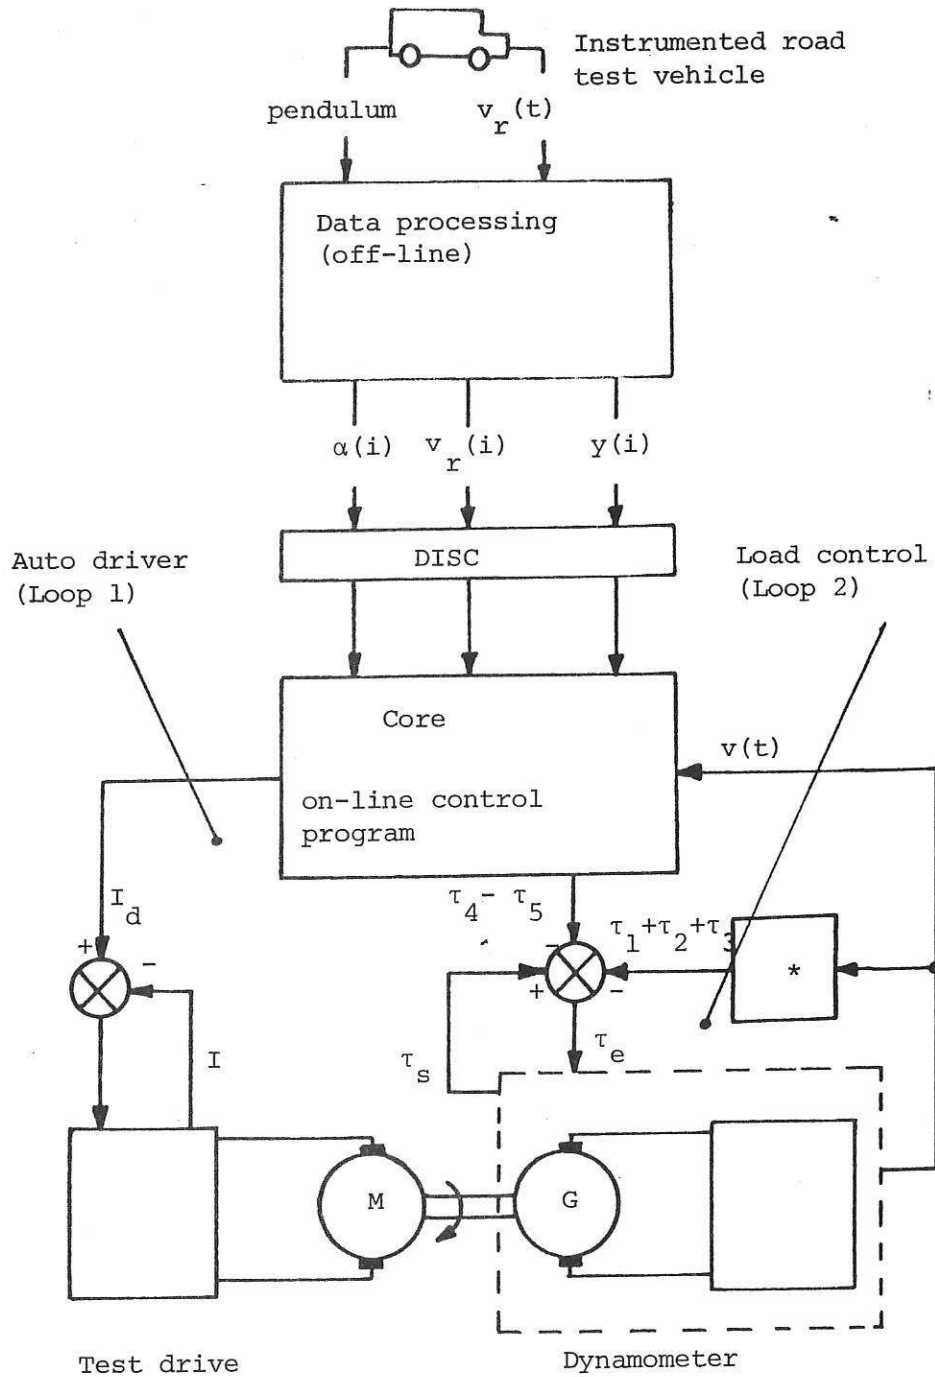 Instrumented road
test vehicle
pendulum
v_r(t)
Data processing
(off-line)
α(i)
v_r(i)
y(i)
DISC
Auto driver
(Loop 1)
Load control
(Loop 2)
Core
on-line control
program
v(t)
I_d
τ_4 - τ_5
τ_1+τ_2+τ_3
+
-
-
+
-
*
I
τ_s
τ_e
M
G
Test drive
Dynamometer